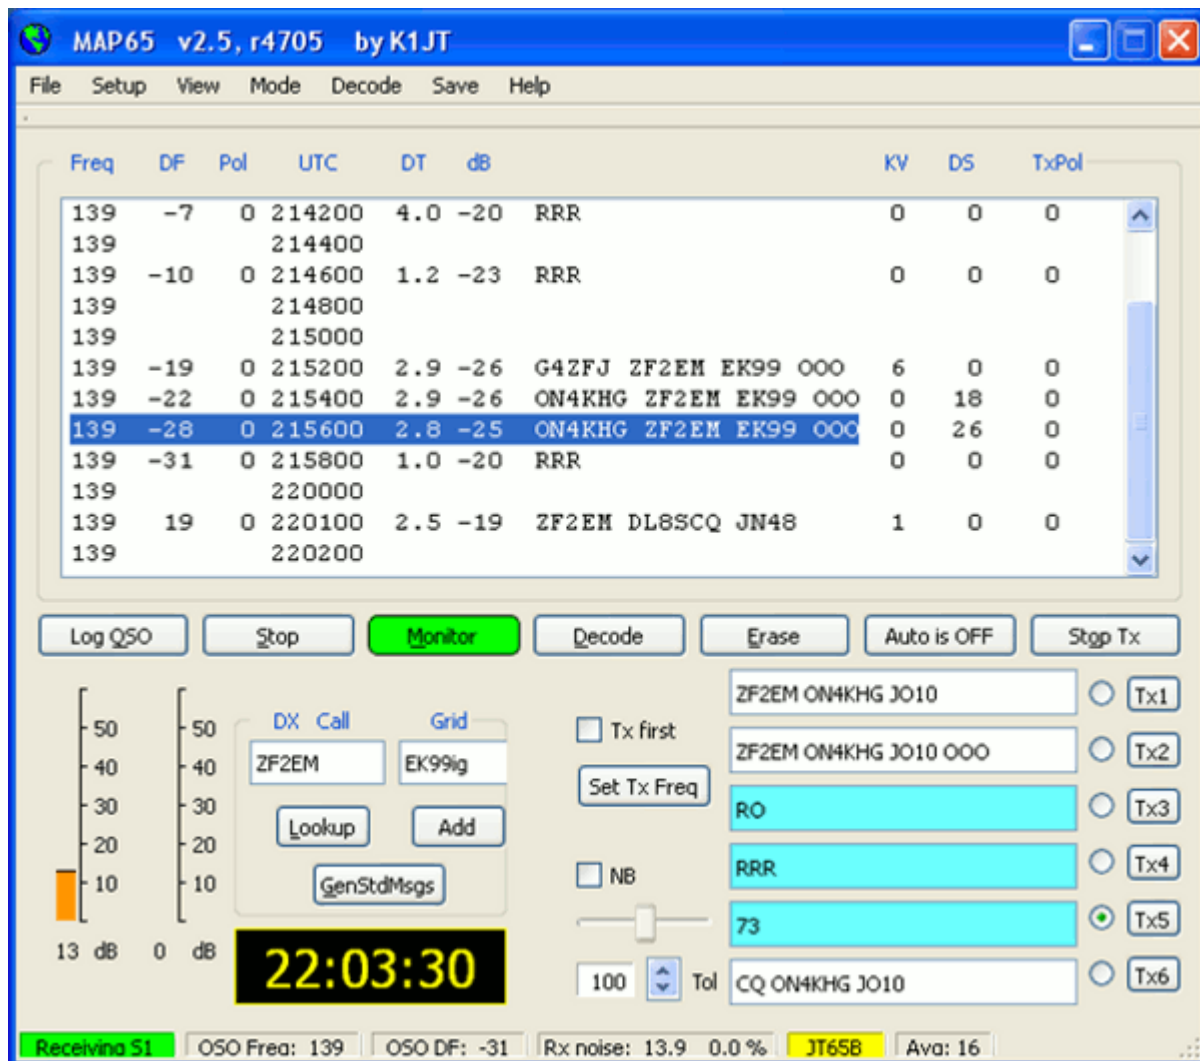 MAP65 v2.5, r4705 by K1JT
File Setup View Mode Decode Save Help
Freq DF Pol UTC DT dB KV DS TxPol
139 -7 0 214200 4.0 -20 RRR 0 0 0
139 214400
139 -10 0 214600 1.2 -23 RRR 0 0 0
139 214800
139 215000
139 -19 0 215200 2.9 -26 G4ZFJ ZF2EM EK99 OOO 6 0 0
139 -22 0 215400 2.9 -26 ON4KHG ZF2EM EK99 OOO 0 18 0
139 -28 0 215600 2.8 -25 ON4KHG ZF2EM EK99 OOO 0 26 0
139 -31 0 215800 1.0 -20 RRR 0 0 0
139 220000
139 19 0 220100 2.5 -19 ZF2EM DL8SCQ JN48 1 0 0
139 220200
Log QSO Stop Monitor Decode Erase Auto is OFF Stop Tx
50 40 30 20 10
13 dB
50 40 30 20 10
0 dB
DX Call Grid
ZF2EM EK99ig
Lookup Add
GenStdMsgs
22:03:30
Tx first
Set Tx Freq
NB
100 Tol
ZF2EM ON4KHG JO10 Tx1
ZF2EM ON4KHG JO10 OOO Tx2
RO Tx3
RRR Tx4
73 Tx5
CQ ON4KHG JO10 Tx6
Receiving S1 QSO Freq: 139 QSO DF: -31 Rx noise: 13.9 0.0 % JT65B Avg: 16